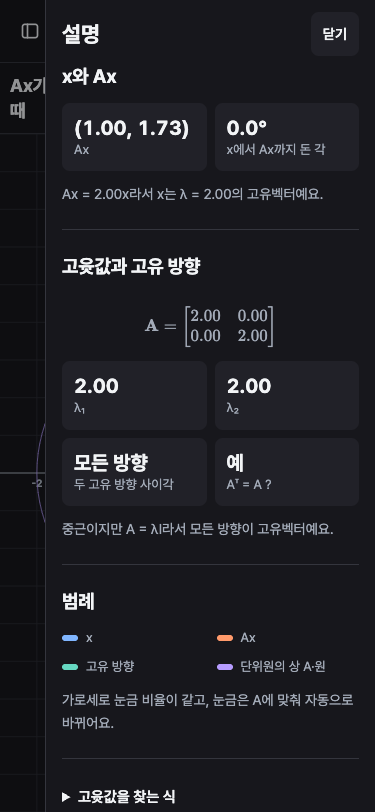 설명
닫기
Ax가
때
x와 Ax
(1.00, 1.73)
Ax
0.0°
x에서 Ax까지 돈 각
Ax = 2.00x라서 x는 λ = 2.00의 고유벡터예요.
고윳값과 고유 방향
A = [2.00 0.00
0.00 2.00]
2.00
λ₁
2.00
λ₂
모든 방향
두 고유 방향 사이각
예
Aᵀ = A ?
중근이지만 A = λI라서 모든 방향이 고유벡터예요.
-2
범례
x
Ax
고유 방향
단위원의 상 A·원
가로세로 눈금 비율이 같고, 눈금은 A에 맞춰 자동으로
바뀌어요.
▶ 고윳값을 찾는 식